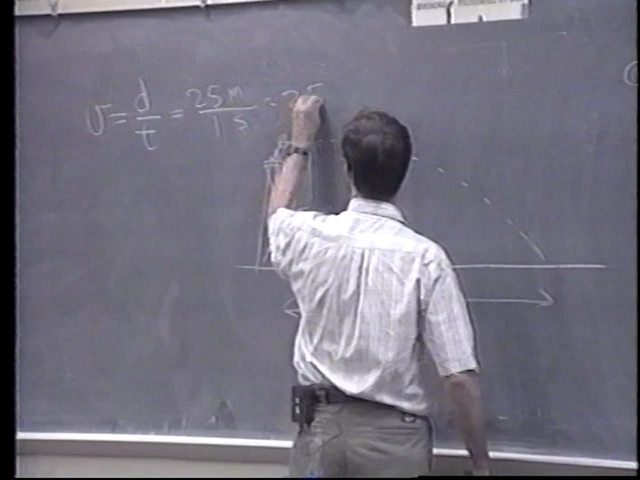 v = d/t = 25 m / 1 s = 25